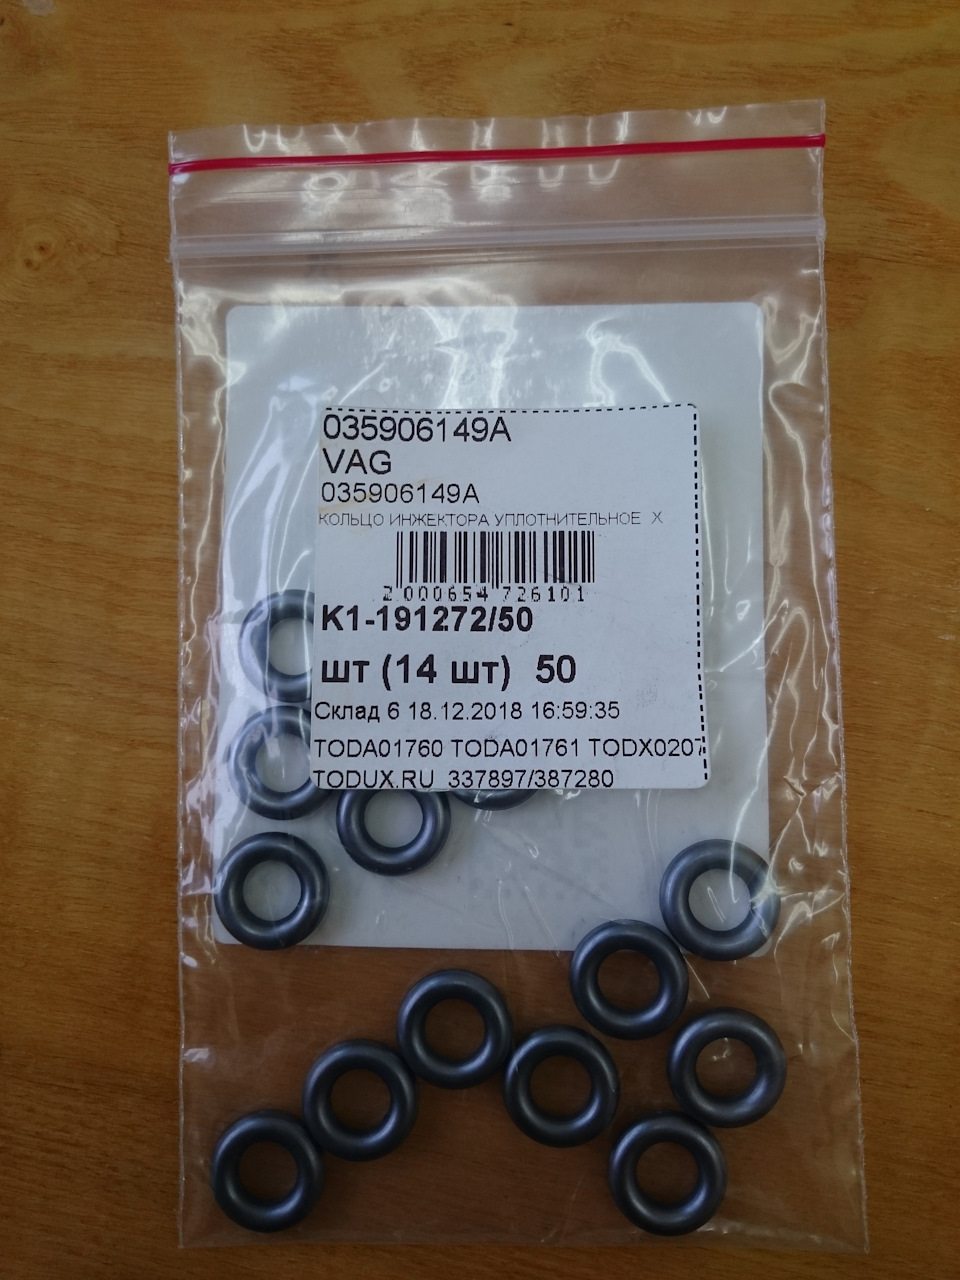 035906149A
VAG
035906149A
КОЛЬЦО ИНЖЕКТОРА УПЛОТНИТЕЛЬНОЕ X
2 000654 726101
K1-191272/50
шт (14 шт) 50
Склад 6 18.12.2018 16:59:35
TODA01760 TODA01761 TODX0207
TODUX.RU 337897/387280